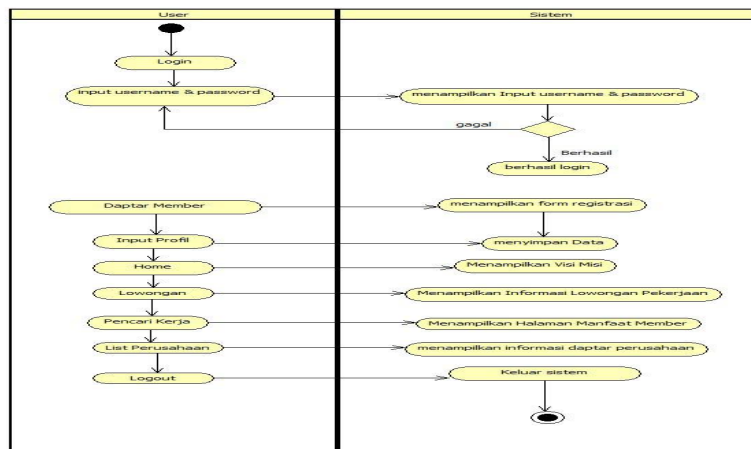 User
Sistem
Login
input username & password
menampilkan Input username & password
gagal
Berhasil
berhasil login
Daptar Member
menampilkan form registrasi
Input Profil
menyimpan Data
Home
Menampilkan Visi Misi
Lowongan
Menampilkan Informasi Lowongan Pekerjaan
Pencari Kerja
Menampilkan Halaman Manfaat Member
List Perusahaan
menampilkan informasi daptar perusahaan
Logout
Keluar sistem